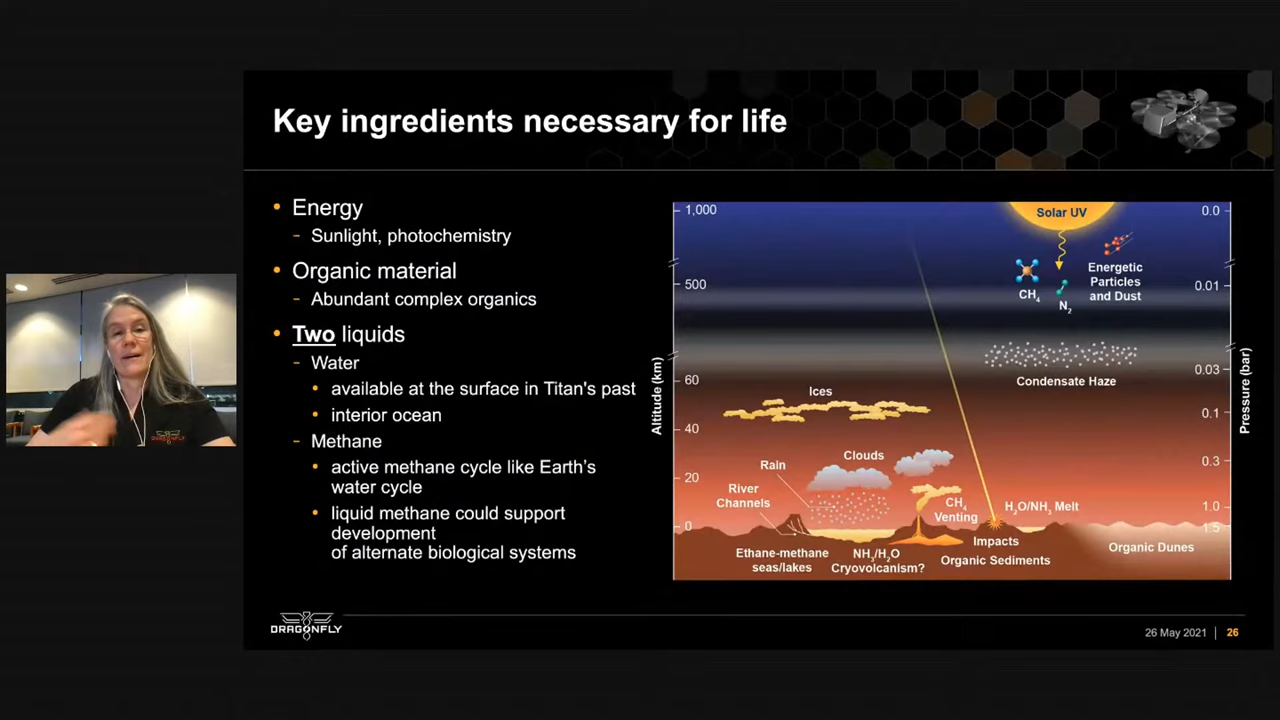 Key ingredients necessary for life
• Energy
- Sunlight, photochemistry
• Organic material
- Abundant complex organics
• Two liquids
- Water
• available at the surface in Titan's past
• interior ocean
- Methane
• active methane cycle like Earth's
water cycle
• liquid methane could support
development
of alternate biological systems
Altitude (km)
1,000
500
60
40
20
0
Solar UV
CH₄
N₂
Energetic
Particles
and Dust
Condensate Haze
Ices
Clouds
Rain
River
Channels
CH₄
Venting
H₂O/NH₃ Melt
Impacts
Ethane-methane
seas/lakes
NH₃/H₂O
Cryovolcanism?
Organic Sediments
Organic Dunes
0.0
0.01
0.03
0.1
0.3
1.0
1.5
Pressure (bar)
DRAGONFLY
DRAGONFLY
26 May 2021 | 26